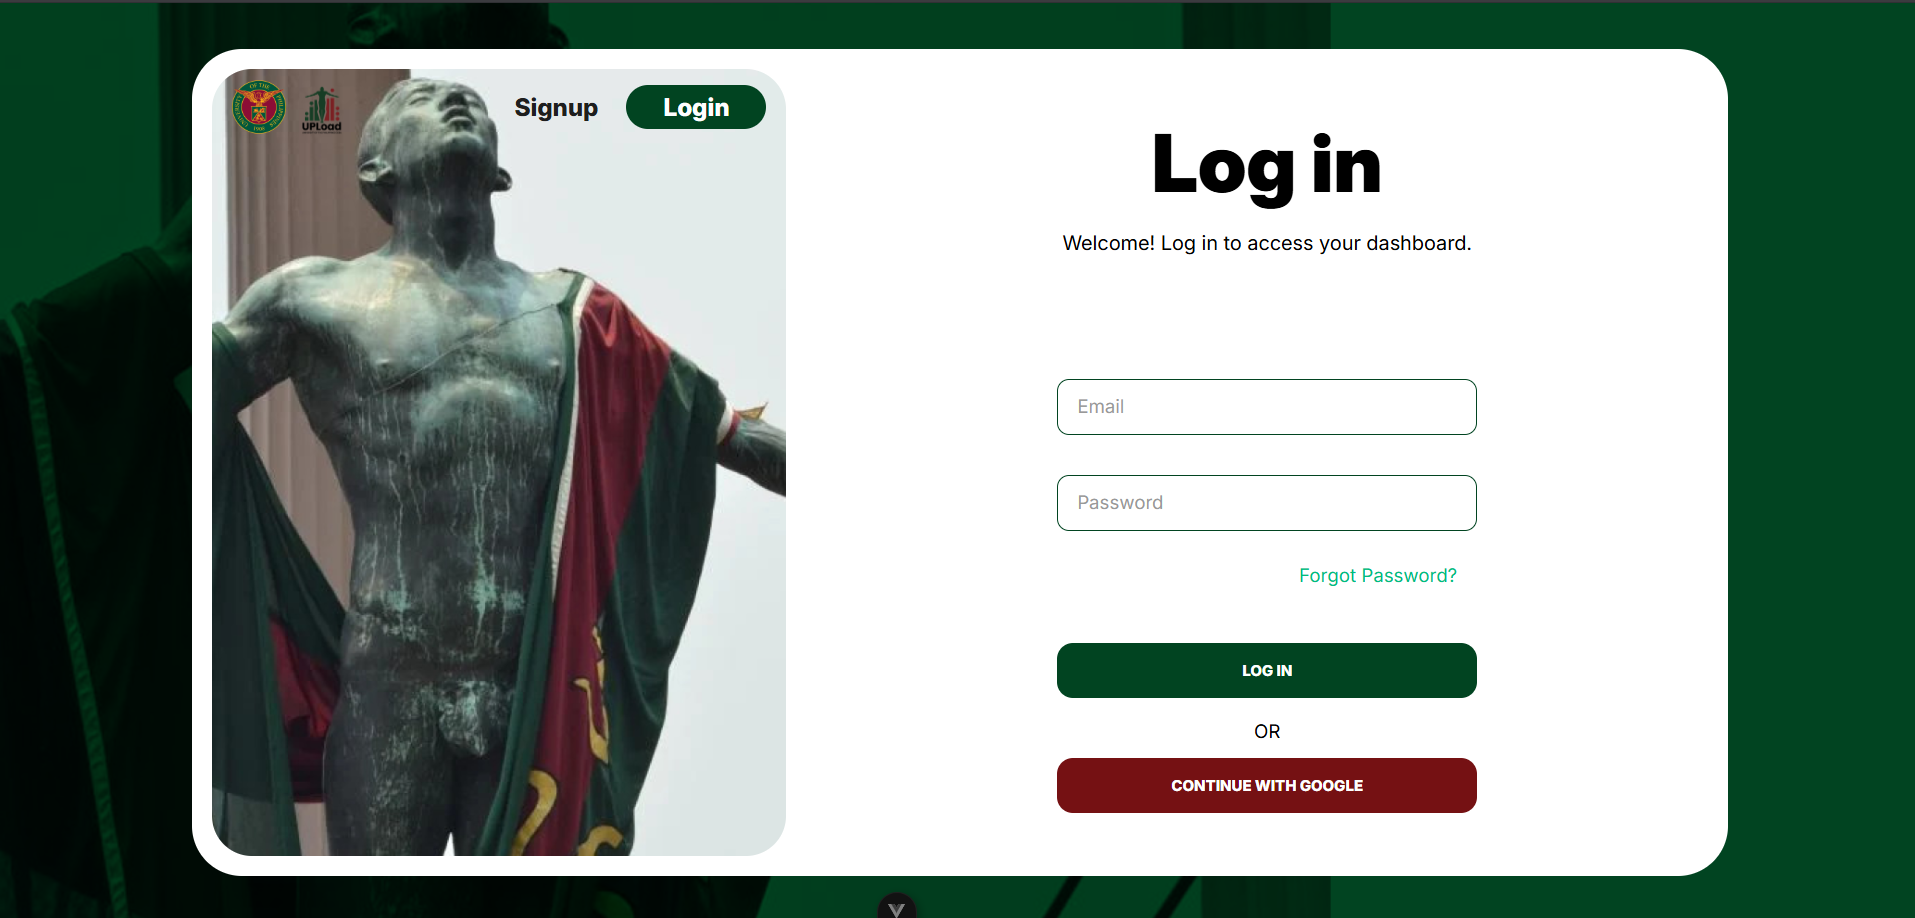 UPLoad
Signup
Login
Log in
Welcome! Log in to access your dashboard.
Email
Password
Forgot Password?
LOG IN
OR
CONTINUE WITH GOOGLE